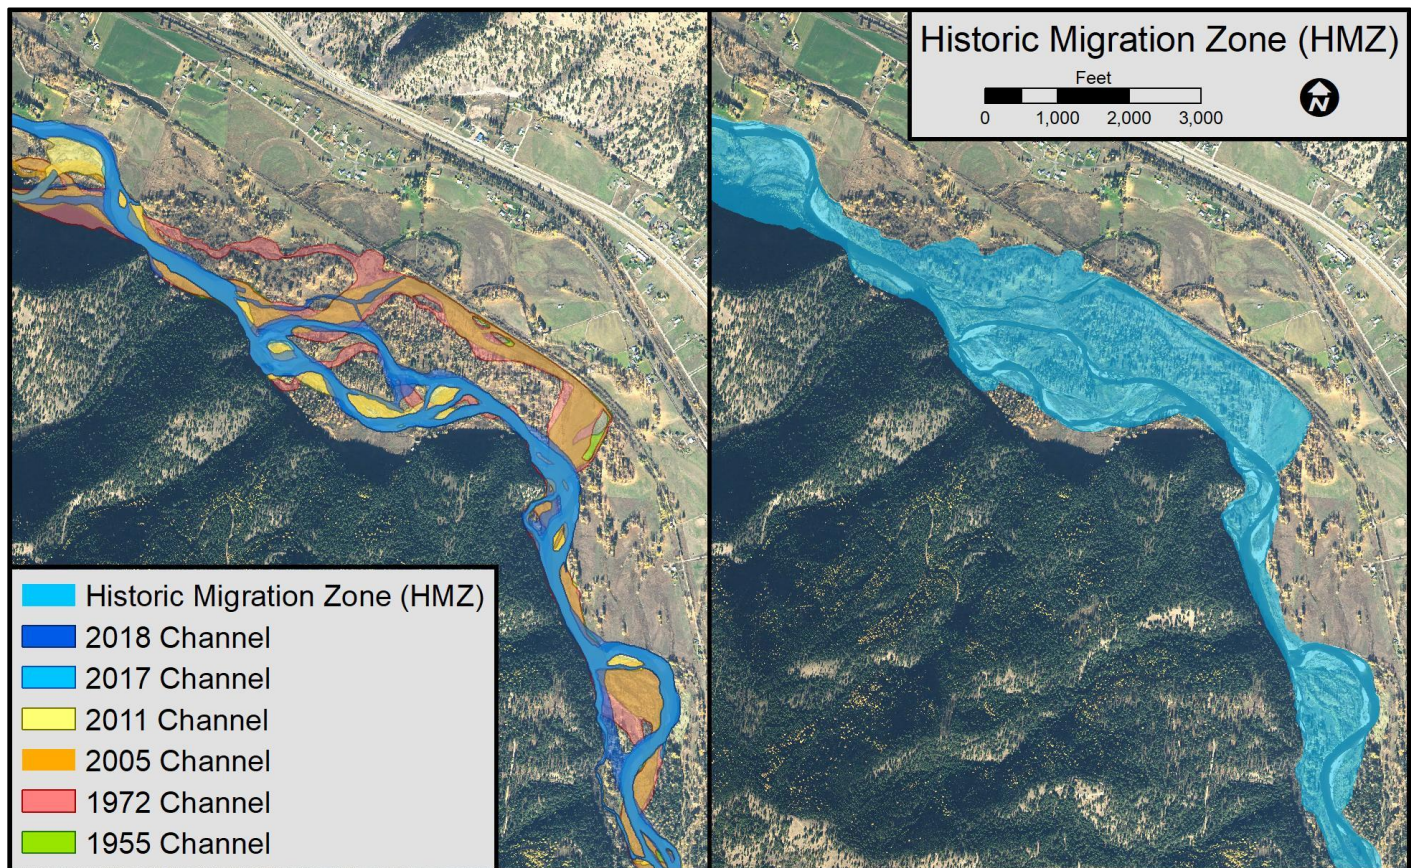 Historic Migration Zone (HMZ)
Feet
0 1,000 2,000 3,000
N
Historic Migration Zone (HMZ)
2018 Channel
2017 Channel
2011 Channel
2005 Channel
1972 Channel
1955 Channel